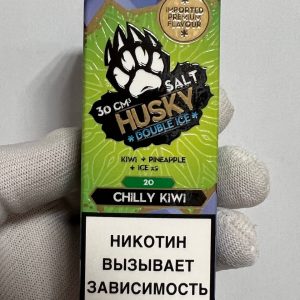 IMPORTED
PREMIUM
FLAVOUR
SALT
30 CM³
HUSKY
DOUBLE ICE
KIWI + PINEAPPLE
+ ICE x5
20
CHILLY KIWI
НИКОТИН
ВЫЗЫВАЕТ
ЗАВИСИМОСТЬ